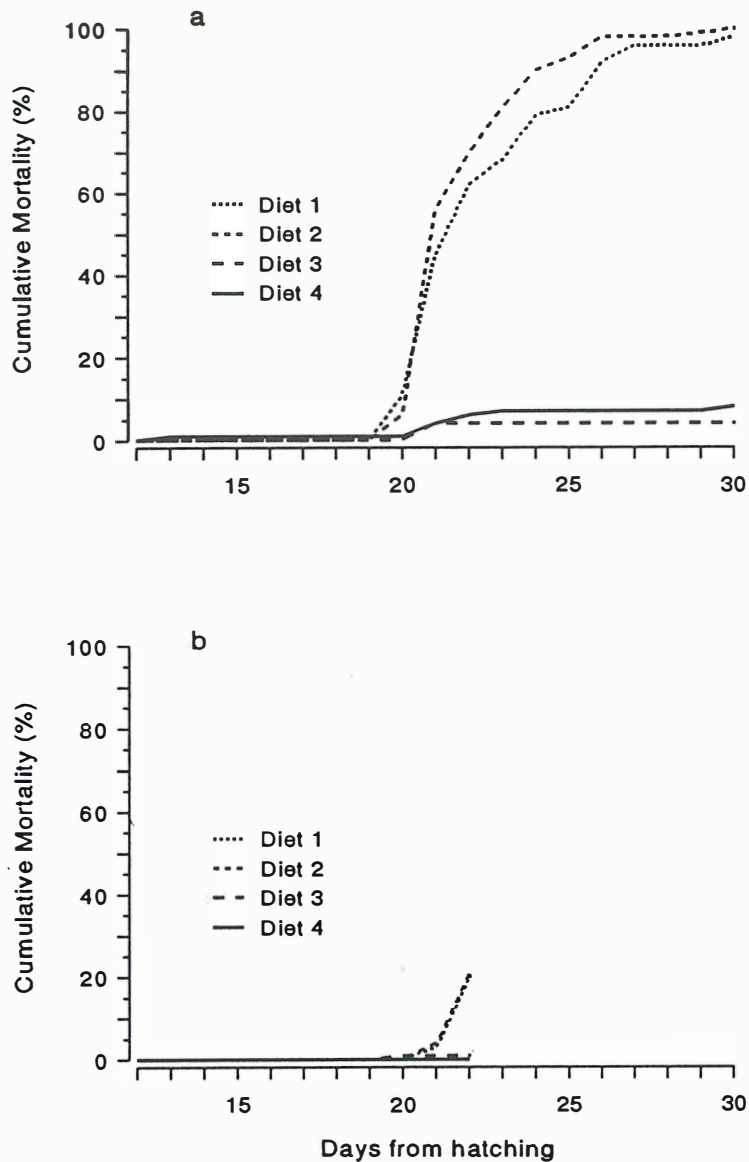 a
100
80
60
40
20
0
Cumulative Mortality (%)
Diet 1
Diet 2
Diet 3
Diet 4
15 20 25 30
b
100
80
60
40
20
0
Cumulative Mortality (%)
Diet 1
Diet 2
Diet 3
Diet 4
15 20 25 30
Days from hatching